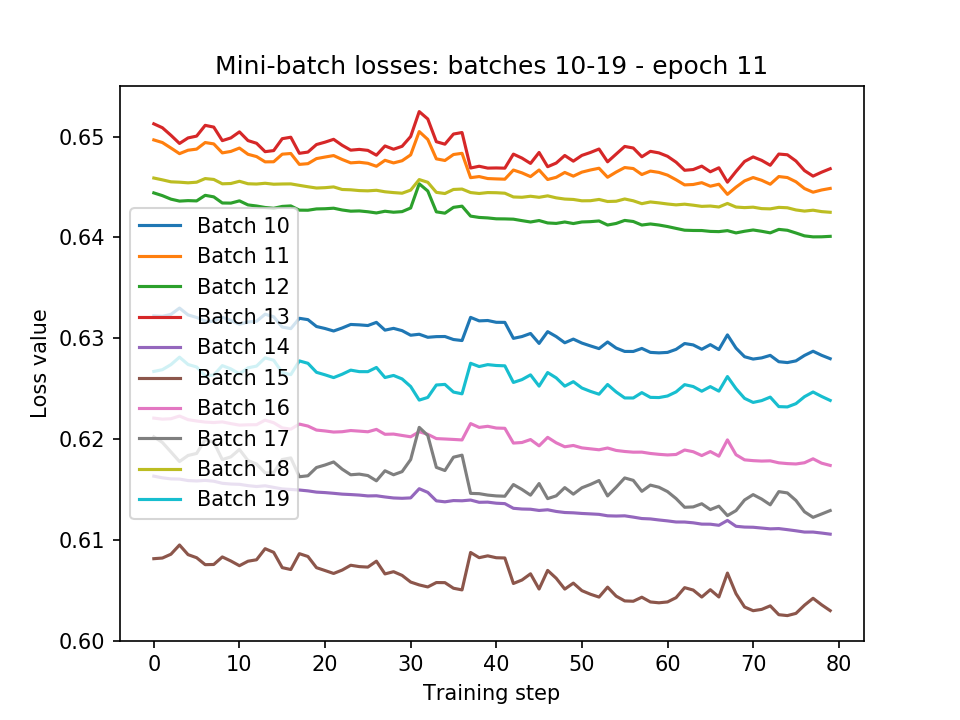 Mini-batch losses: batches 10-19 - epoch 11
0.65
0.64
0.63
0.62
0.61
0.60
Loss value
Batch 10
Batch 11
Batch 12
Batch 13
Batch 14
Batch 15
Batch 16
Batch 17
Batch 18
Batch 19
0 10 20 30 40 50 60 70 80
Training step